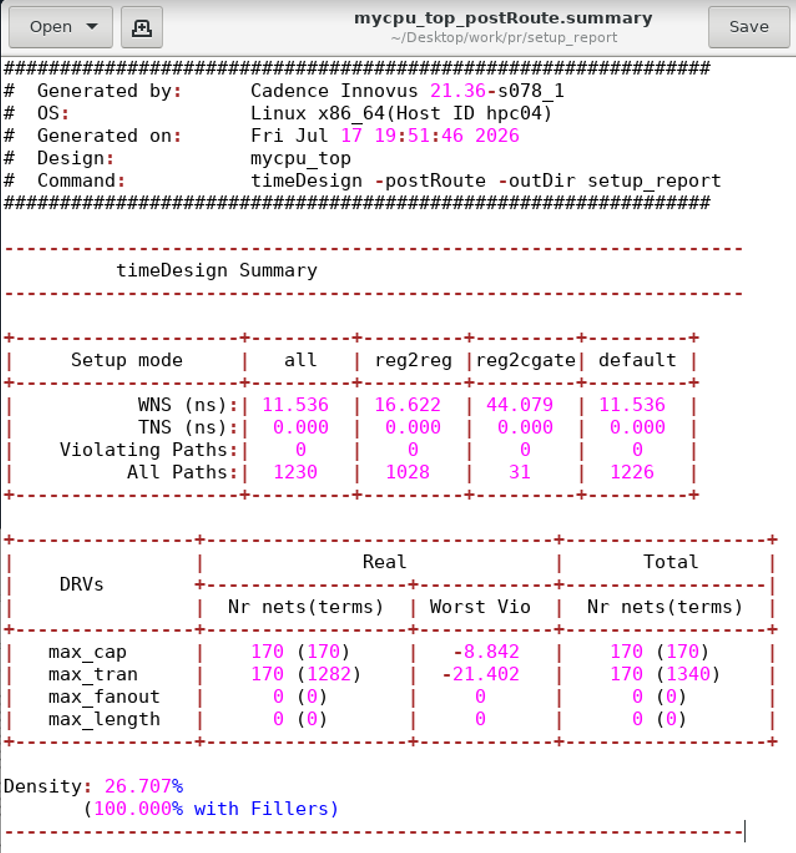 Open
mycpu_top_postRoute.summary
~/Desktop/work/pr/setup_report
Save
###############################################################
#  Generated by:      Cadence Innovus 21.36-s078_1
#  OS:                Linux x86_64(Host ID hpc04)
#  Generated on:      Fri Jul 17 19:51:46 2026
#  Design:            mycpu_top
#  Command:           timeDesign -postRoute -outDir setup_report
###############################################################
------------------------------------------------------------------
          timeDesign Summary
------------------------------------------------------------------
+--------------------+---------+---------+---------+---------+
|     Setup mode     |   all   | reg2reg |reg2cgate| default |
+--------------------+---------+---------+---------+---------+
|           WNS (ns):| 11.536  | 16.622  | 44.079  | 11.536  |
|           TNS (ns):|  0.000  |  0.000  |  0.000  |  0.000  |
|    Violating Paths:|    0    |    0    |    0    |    0    |
|          All Paths:|  1230   |  1028   |   31    |  1226   |
+--------------------+---------+---------+---------+---------+
+----------------+-------------------------------+------------------+
|                |              Real             |       Total      |
|    DRVs        +------------------+------------+------------------|
|                |  Nr nets(terms)  | Worst Vio  |  Nr nets(terms)  |
+----------------+------------------+------------+------------------+
|   max_cap      |    170 (170)     |   -8.842   |    170 (170)     |
|   max_tran     |    170 (1282)    |  -21.402   |    170 (1340)    |
|   max_fanout   |      0 (0)       |     0      |      0 (0)       |
|   max_length   |      0 (0)       |     0      |      0 (0)       |
+----------------+------------------+------------+------------------+
Density: 26.707%
       (100.000% with Fillers)
------------------------------------------------------------------